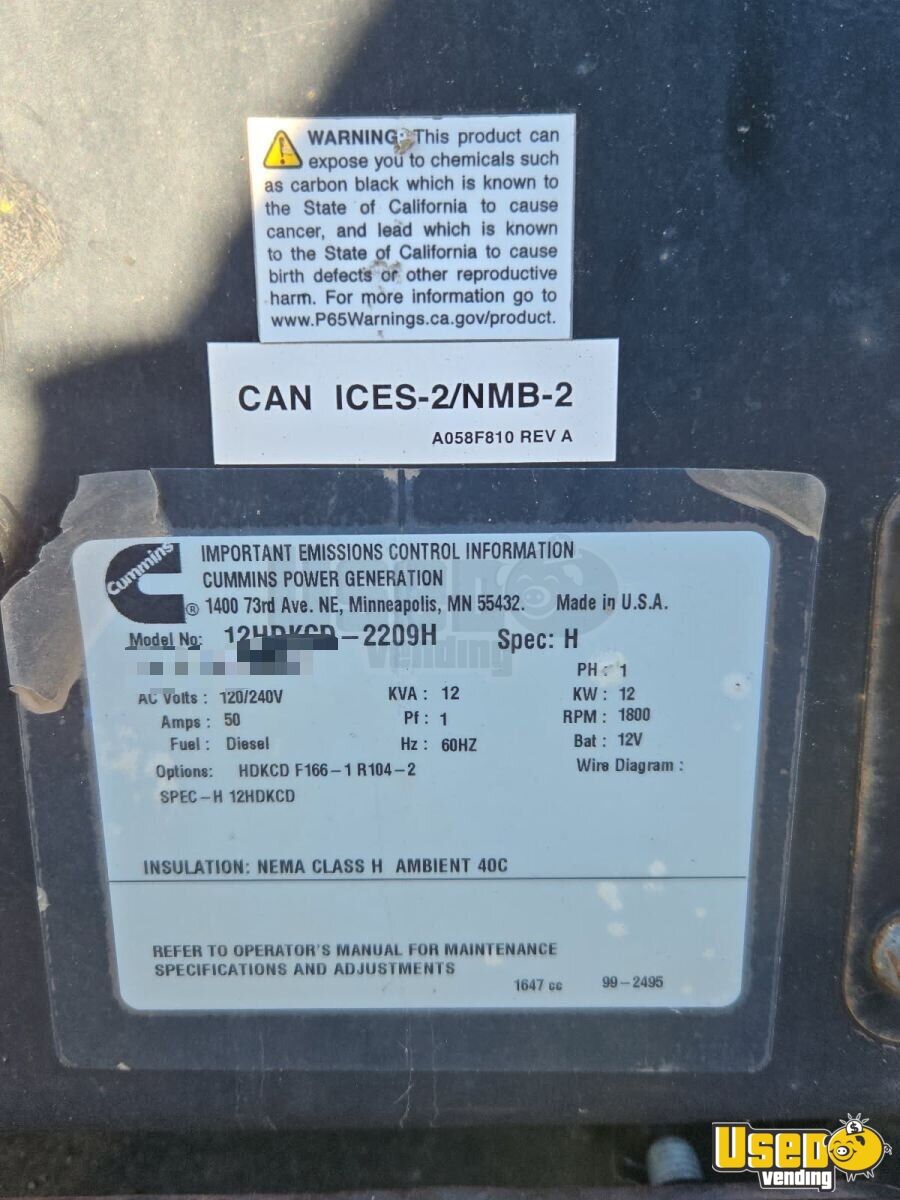 WARNING: This product can
expose you to chemicals such
as carbon black which is known to
the State of California to cause
cancer, and lead which is known
to the State of California to cause
birth defects or other reproductive
harm. For more information go to
www.P65Warnings.ca.gov/product.
CAN ICES-2/NMB-2
A058F810 REV A
Cummins
IMPORTANT EMISSIONS CONTROL INFORMATION
CUMMINS POWER GENERATION
® 1400 73rd Ave. NE, Minneapolis, MN 55432. Made in U.S.A.
Model No: 12HDKCD-2209H Spec: H
PH: 1
AC Volts : 120/240V KVA : 12 KW : 12
Amps : 50 Pf : 1 RPM : 1800
Fuel : Diesel Hz : 60HZ Bat : 12V
Options: HDKCD F166-1 R104-2 Wire Diagram :
SPEC-H 12HDKCD
INSULATION: NEMA CLASS H AMBIENT 40C
REFER TO OPERATOR'S MANUAL FOR MAINTENANCE
SPECIFICATIONS AND ADJUSTMENTS
1647 cc 99-2495
USED
vending
USED
vending